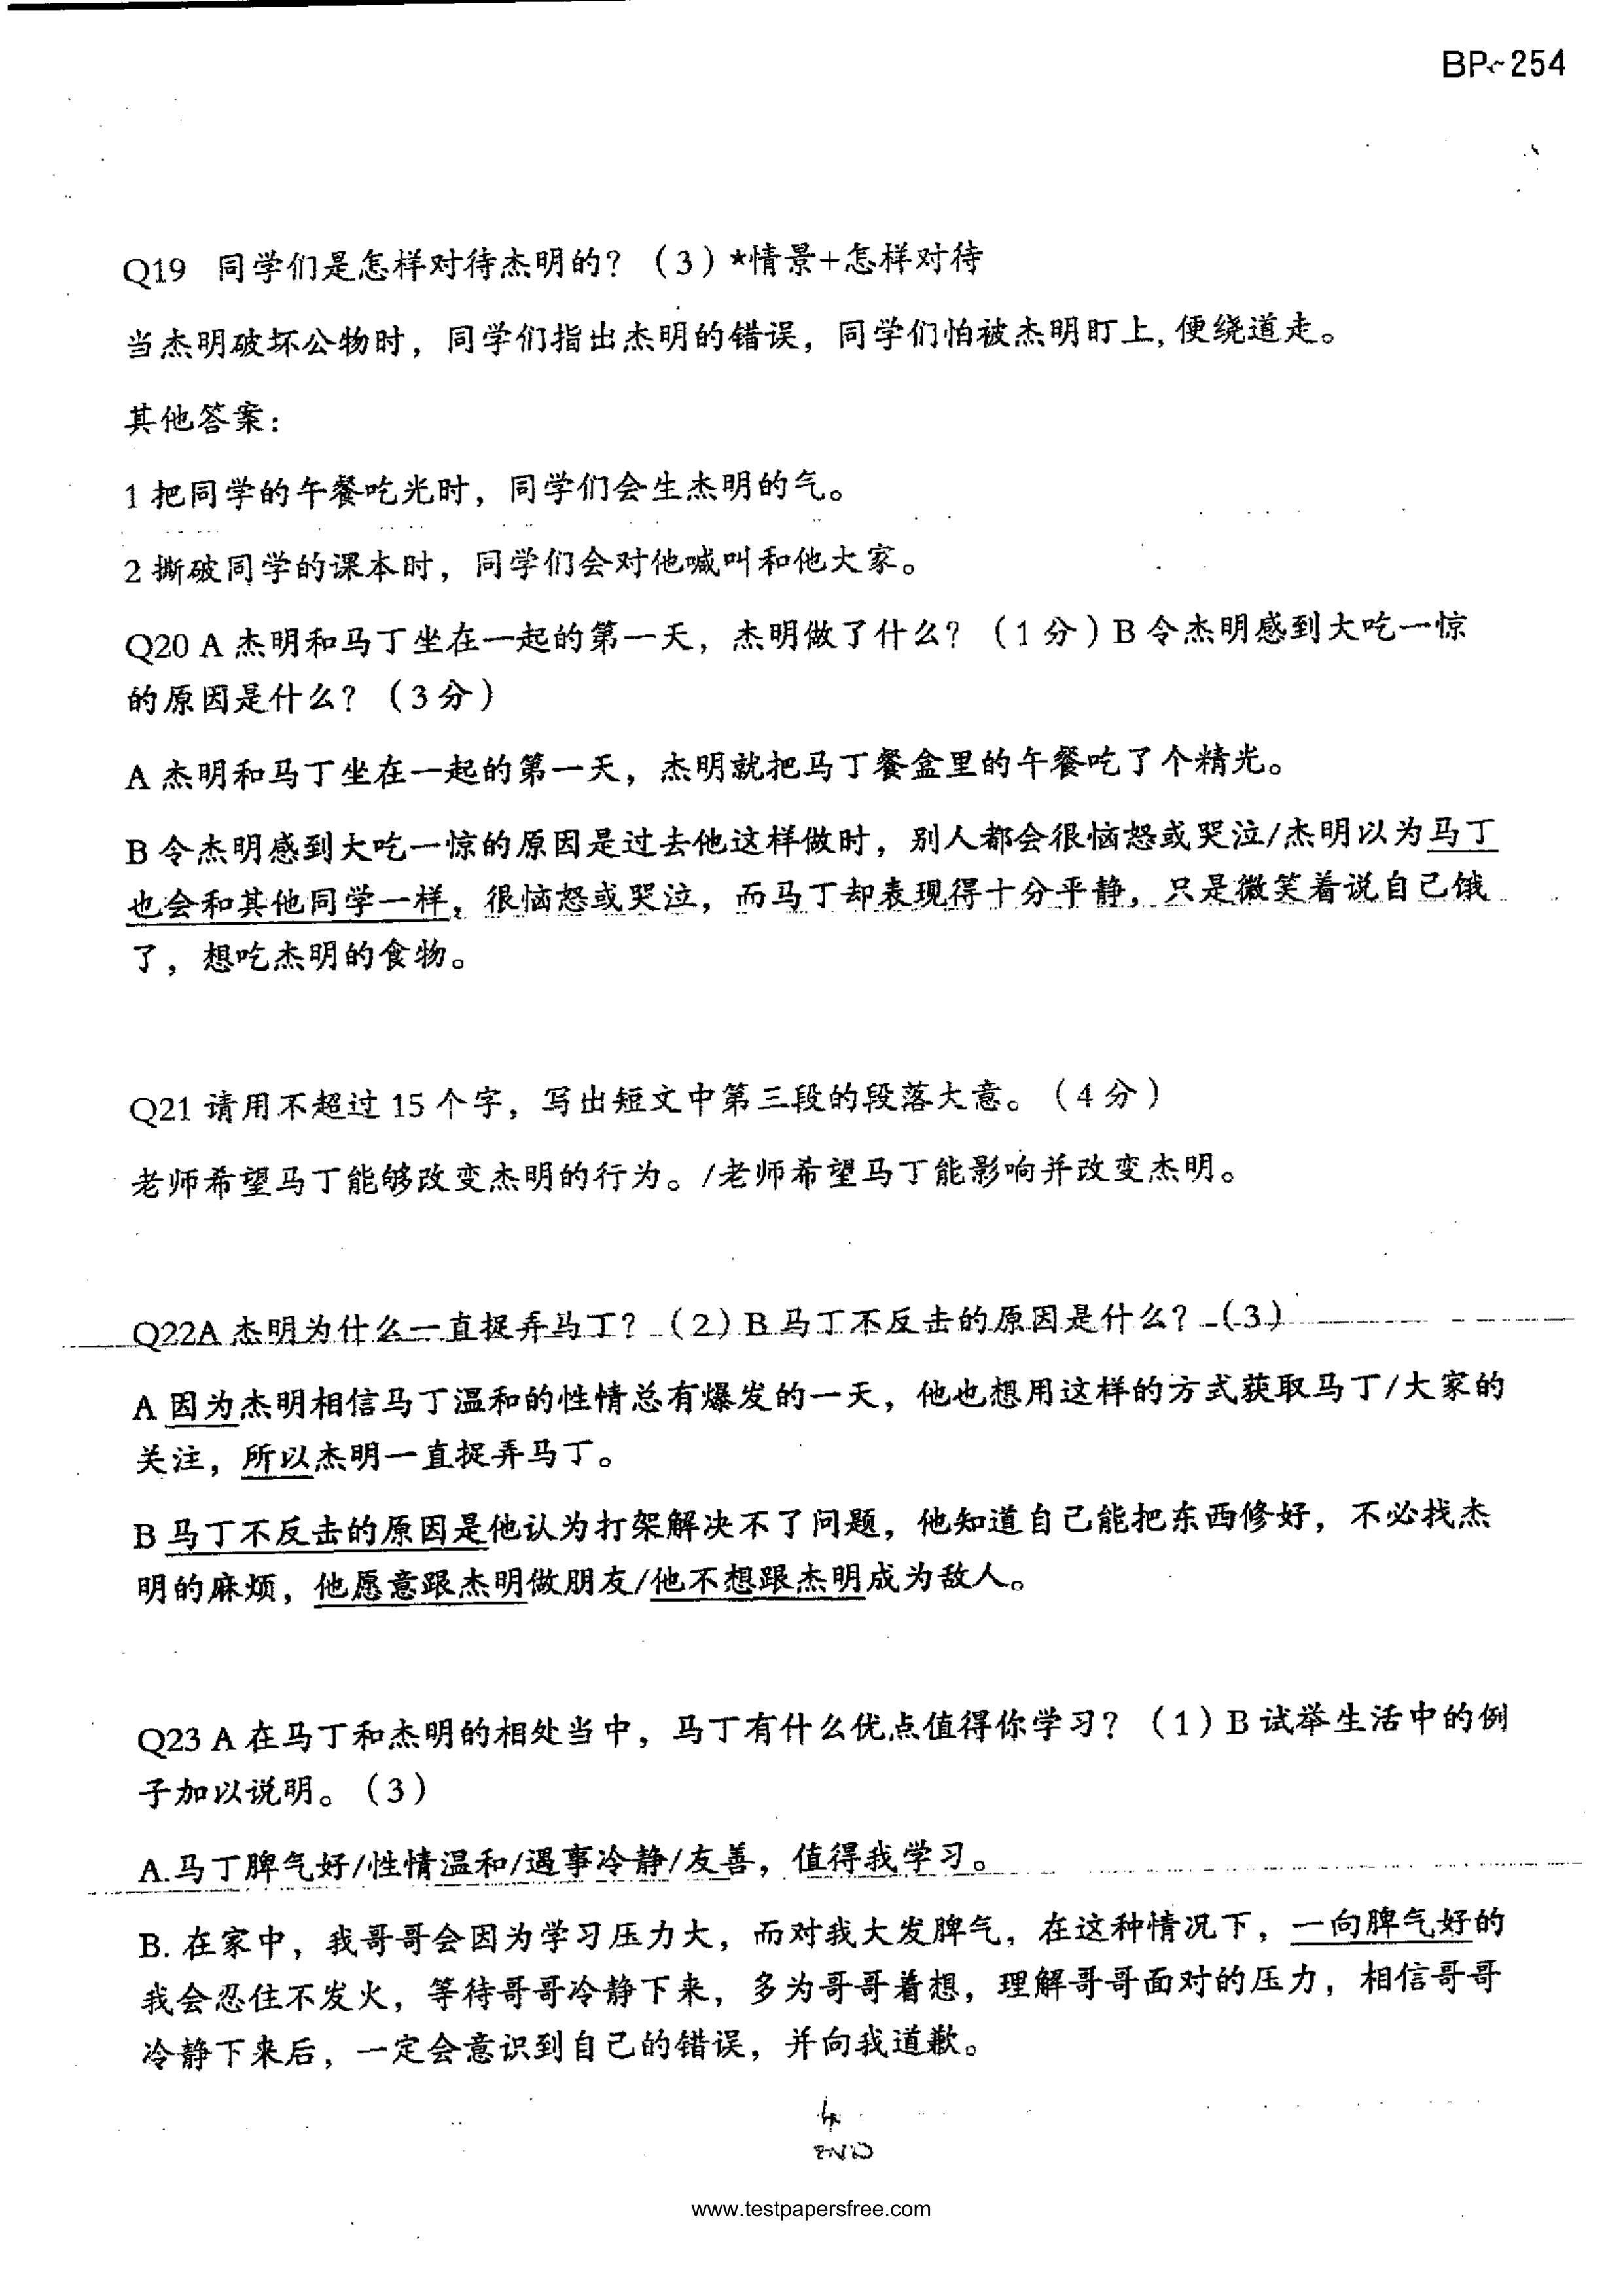 BP~254
Q19 同学们是怎样对待杰明的？（3）*情景+怎样对待
当杰明破坏公物时，同学们指出杰明的错误，同学们怕被杰明盯上,便绕道走。
其他答案：
1 把同学的午餐吃光时，同学们会生杰明的气。
2 撕破同学的课本时，同学们会对他喊叫和他大家。
Q20 A 杰明和马丁坐在一起的第一天，杰明做了什么？（1 分）B 令杰明感到大吃一惊
的原因是什么？（3 分）
A 杰明和马丁坐在一起的第一天，杰明就把马丁餐盒里的午餐吃了个精光。
B 令杰明感到大吃一惊的原因是过去他这样做时，别人都会很恼怒或哭泣/杰明以为马丁
也会和其他同学一样，很恼怒或哭泣，而马丁却表现得十分平静，只是微笑着说自己饿
了，想吃杰明的食物。
Q21 请用不超过 15 个字，写出短文中第三段的段落大意。（4 分）
老师希望马丁能够改变杰明的行为。/老师希望马丁能影响并改变杰明。
Q22A 杰明为什么一直捉弄马丁？（2）B 马丁不反击的原因是什么？（3）
A 因为杰明相信马丁温和的性情总有爆发的一天，他也想用这样的方式获取马丁/大家的
关注，所以杰明一直捉弄马丁。
B 马丁不反击的原因是他认为打架解决不了问题，他知道自己能把东西修好，不必找杰
明的麻烦，他愿意跟杰明做朋友/他不想跟杰明成为敌人。
Q23 A 在马丁和杰明的相处当中，马丁有什么优点值得你学习？（1）B 试举生活中的例
子加以说明。（3）
A.马丁脾气好/性情温和/遇事冷静/友善，值得我学习。
B. 在家中，我哥哥会因为学习压力大，而对我大发脾气，在这种情况下，一向脾气好的
我会忍住不发火，等待哥哥冷静下来，多为哥哥着想，理解哥哥面对的压力，相信哥哥
冷静下来后，一定会意识到自己的错误，并向我道歉。
4
END
www.testpapersfree.com